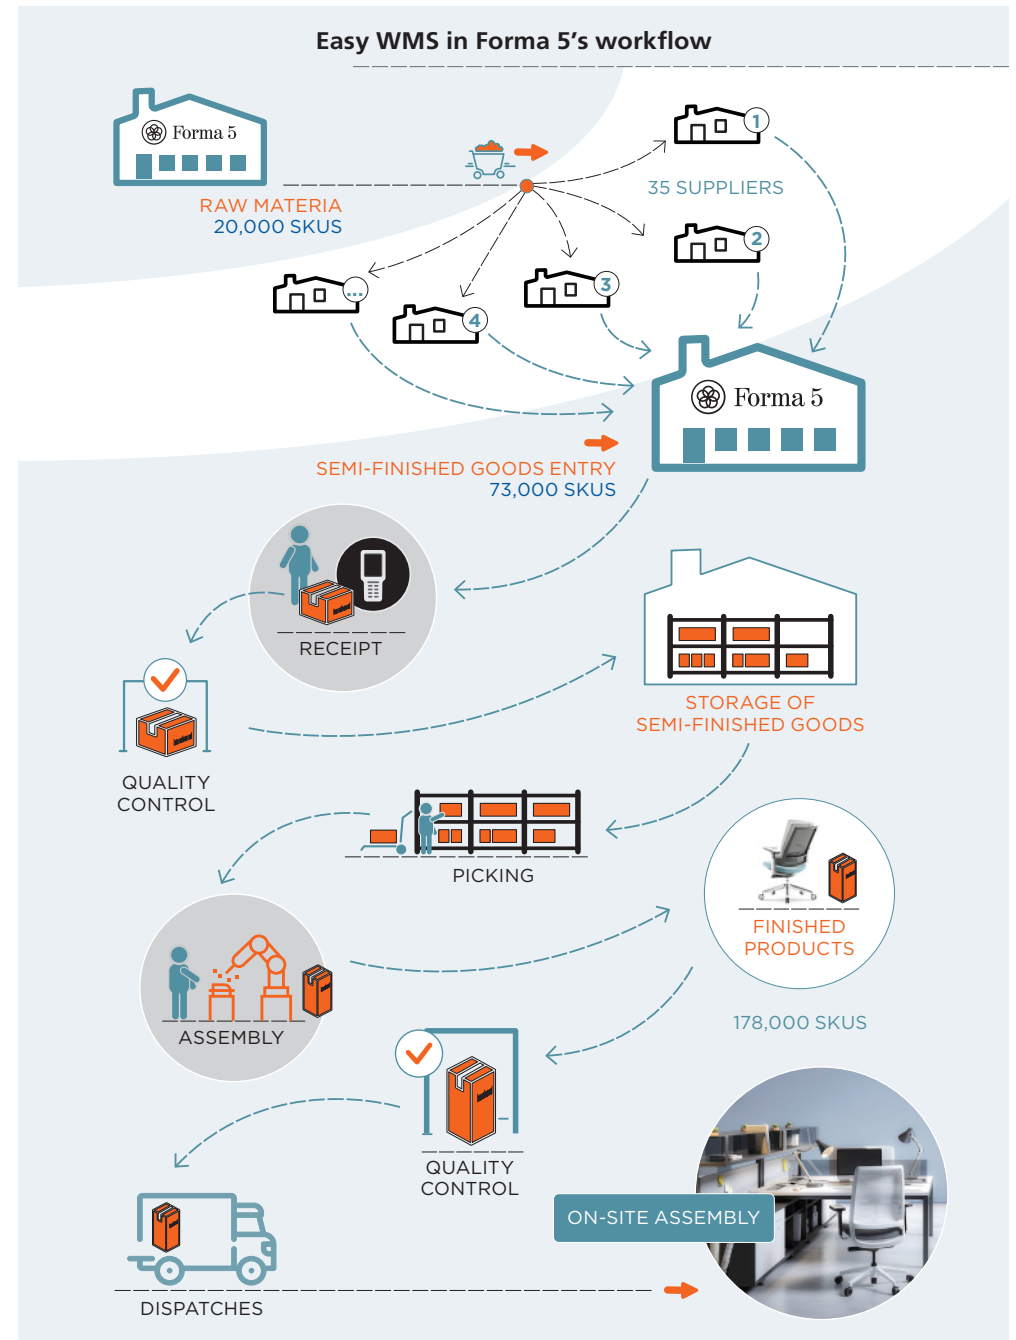 Easy WMS in Forma 5's workflow
Forma 5
RAW MATERIA
20,000 SKUS
1
35 SUPPLIERS
2
3
...
4
Forma 5
SEMI-FINISHED GOODS ENTRY
73,000 SKUS
RECEIPT
QUALITY
CONTROL
STORAGE OF
SEMI-FINISHED GOODS
PICKING
FINISHED
PRODUCTS
178,000 SKUS
ASSEMBLY
QUALITY
CONTROL
ON-SITE ASSEMBLY
DISPATCHES